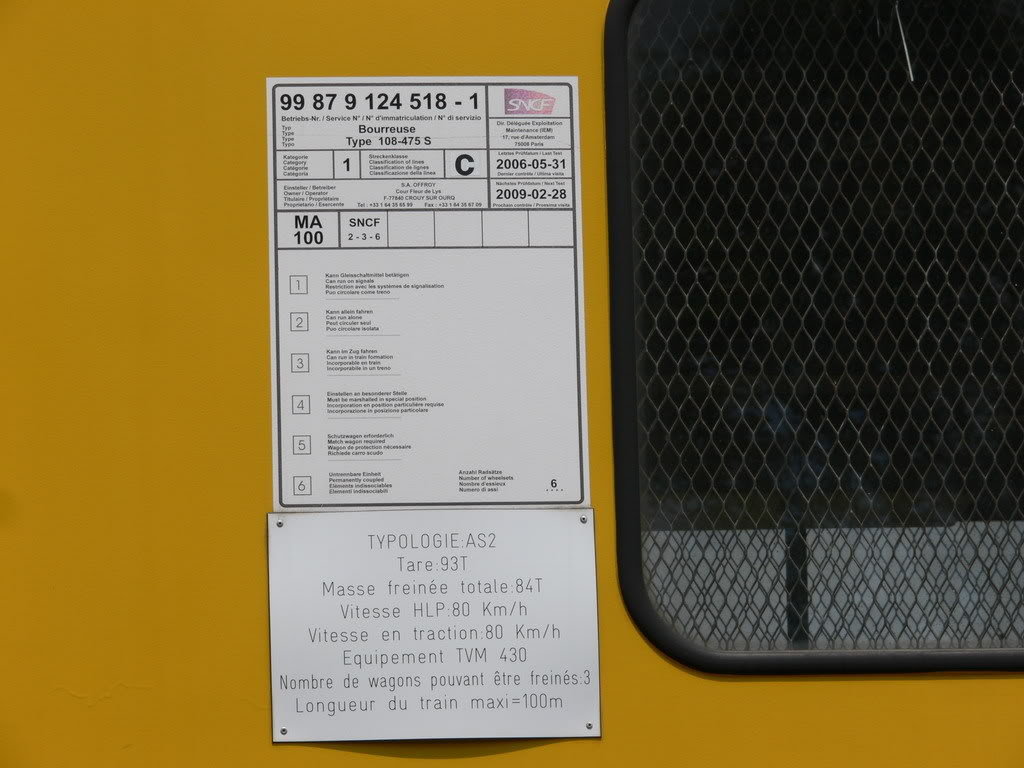 99 87 9 124 518 - 1
Betriebs-Nr. / Service N° / N° d'immatriculation / N° di servizio
Typ
Type
Type
Tipo
Bourreuse
Type 108-475 S
SNCF
Dir. Déléguée Exploitation
Maintenance (IEM)
17, rue d'Amsterdam
75008 Paris
Kategorie
Category
Catégorie
Categoria
1
Streckenklasse
Classification of lines
Classification de lignes
Classificazione della linea
C
Letztes Prüfdatum / Last Test
2006-05-31
Dernier contrôle / Ultima visita
Einsteller / Betreiber
Owner / Operator
Titulaire / Propriétaire
Proprietario / Esercente
S.A. OFFROY
Cour Fleur de Lys
F-77840 CROUY SUR OURQ
Nächstes Prüfdatum / Next Test
2009-02-28
Prochain contrôle / Prossima visita
MA
100
SNCF
2 - 3 - 6
1
Kann Gleisschaltmittel betätigen
Can run on signals
Restriction avec les systèmes de signalisation
Puo circolare come treno
2
Kann allein fahren
Can run alone
Peut circuler seul
Puo circolare isolata
3
Kann im Zug fahren
Can run in train formation
Incorporable en train
Incorporabile in un treno
4
Einstellen an besonderer Stelle
Must be marshalled in special position
Incorporation en position particulière requise
Incorporazione in posizione particolare
5
Schutzwagen erforderlich
Match wagon required
Wagon de protection nécessaire
Richiede carro scudo
6
Untrennbare Einheit
Permanently coupled
Eléments indissociables
Elementi indissociabili
Anzahl Radsätze
Number of wheelsets
Nombre d'essieux
Numero di assi
6
TYPOLOGIE:AS2
Tare:93T
Masse freinée totale:84T
Vitesse HLP:80 Km/h
Vitesse en traction:80 Km/h
Equipement TVM 430
Nombre de wagons pouvant être freinés:3
Longueur du train maxi=100m